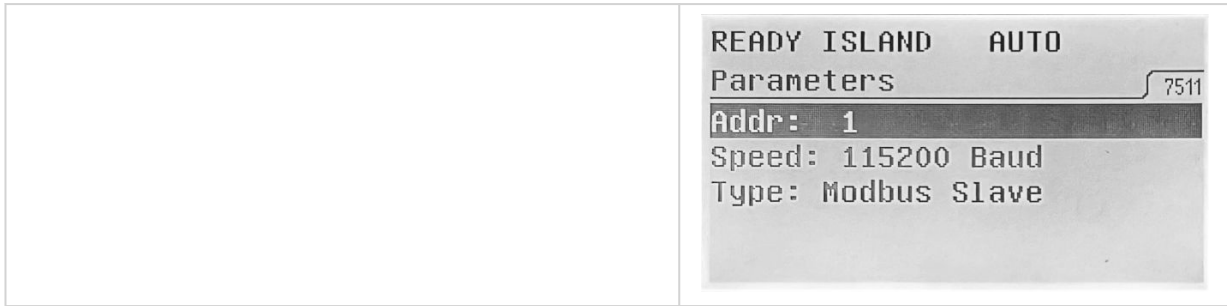 READY ISLAND AUTO
Parameters 7511
Addr: 1
Speed: 115200 Baud
Type: Modbus Slave